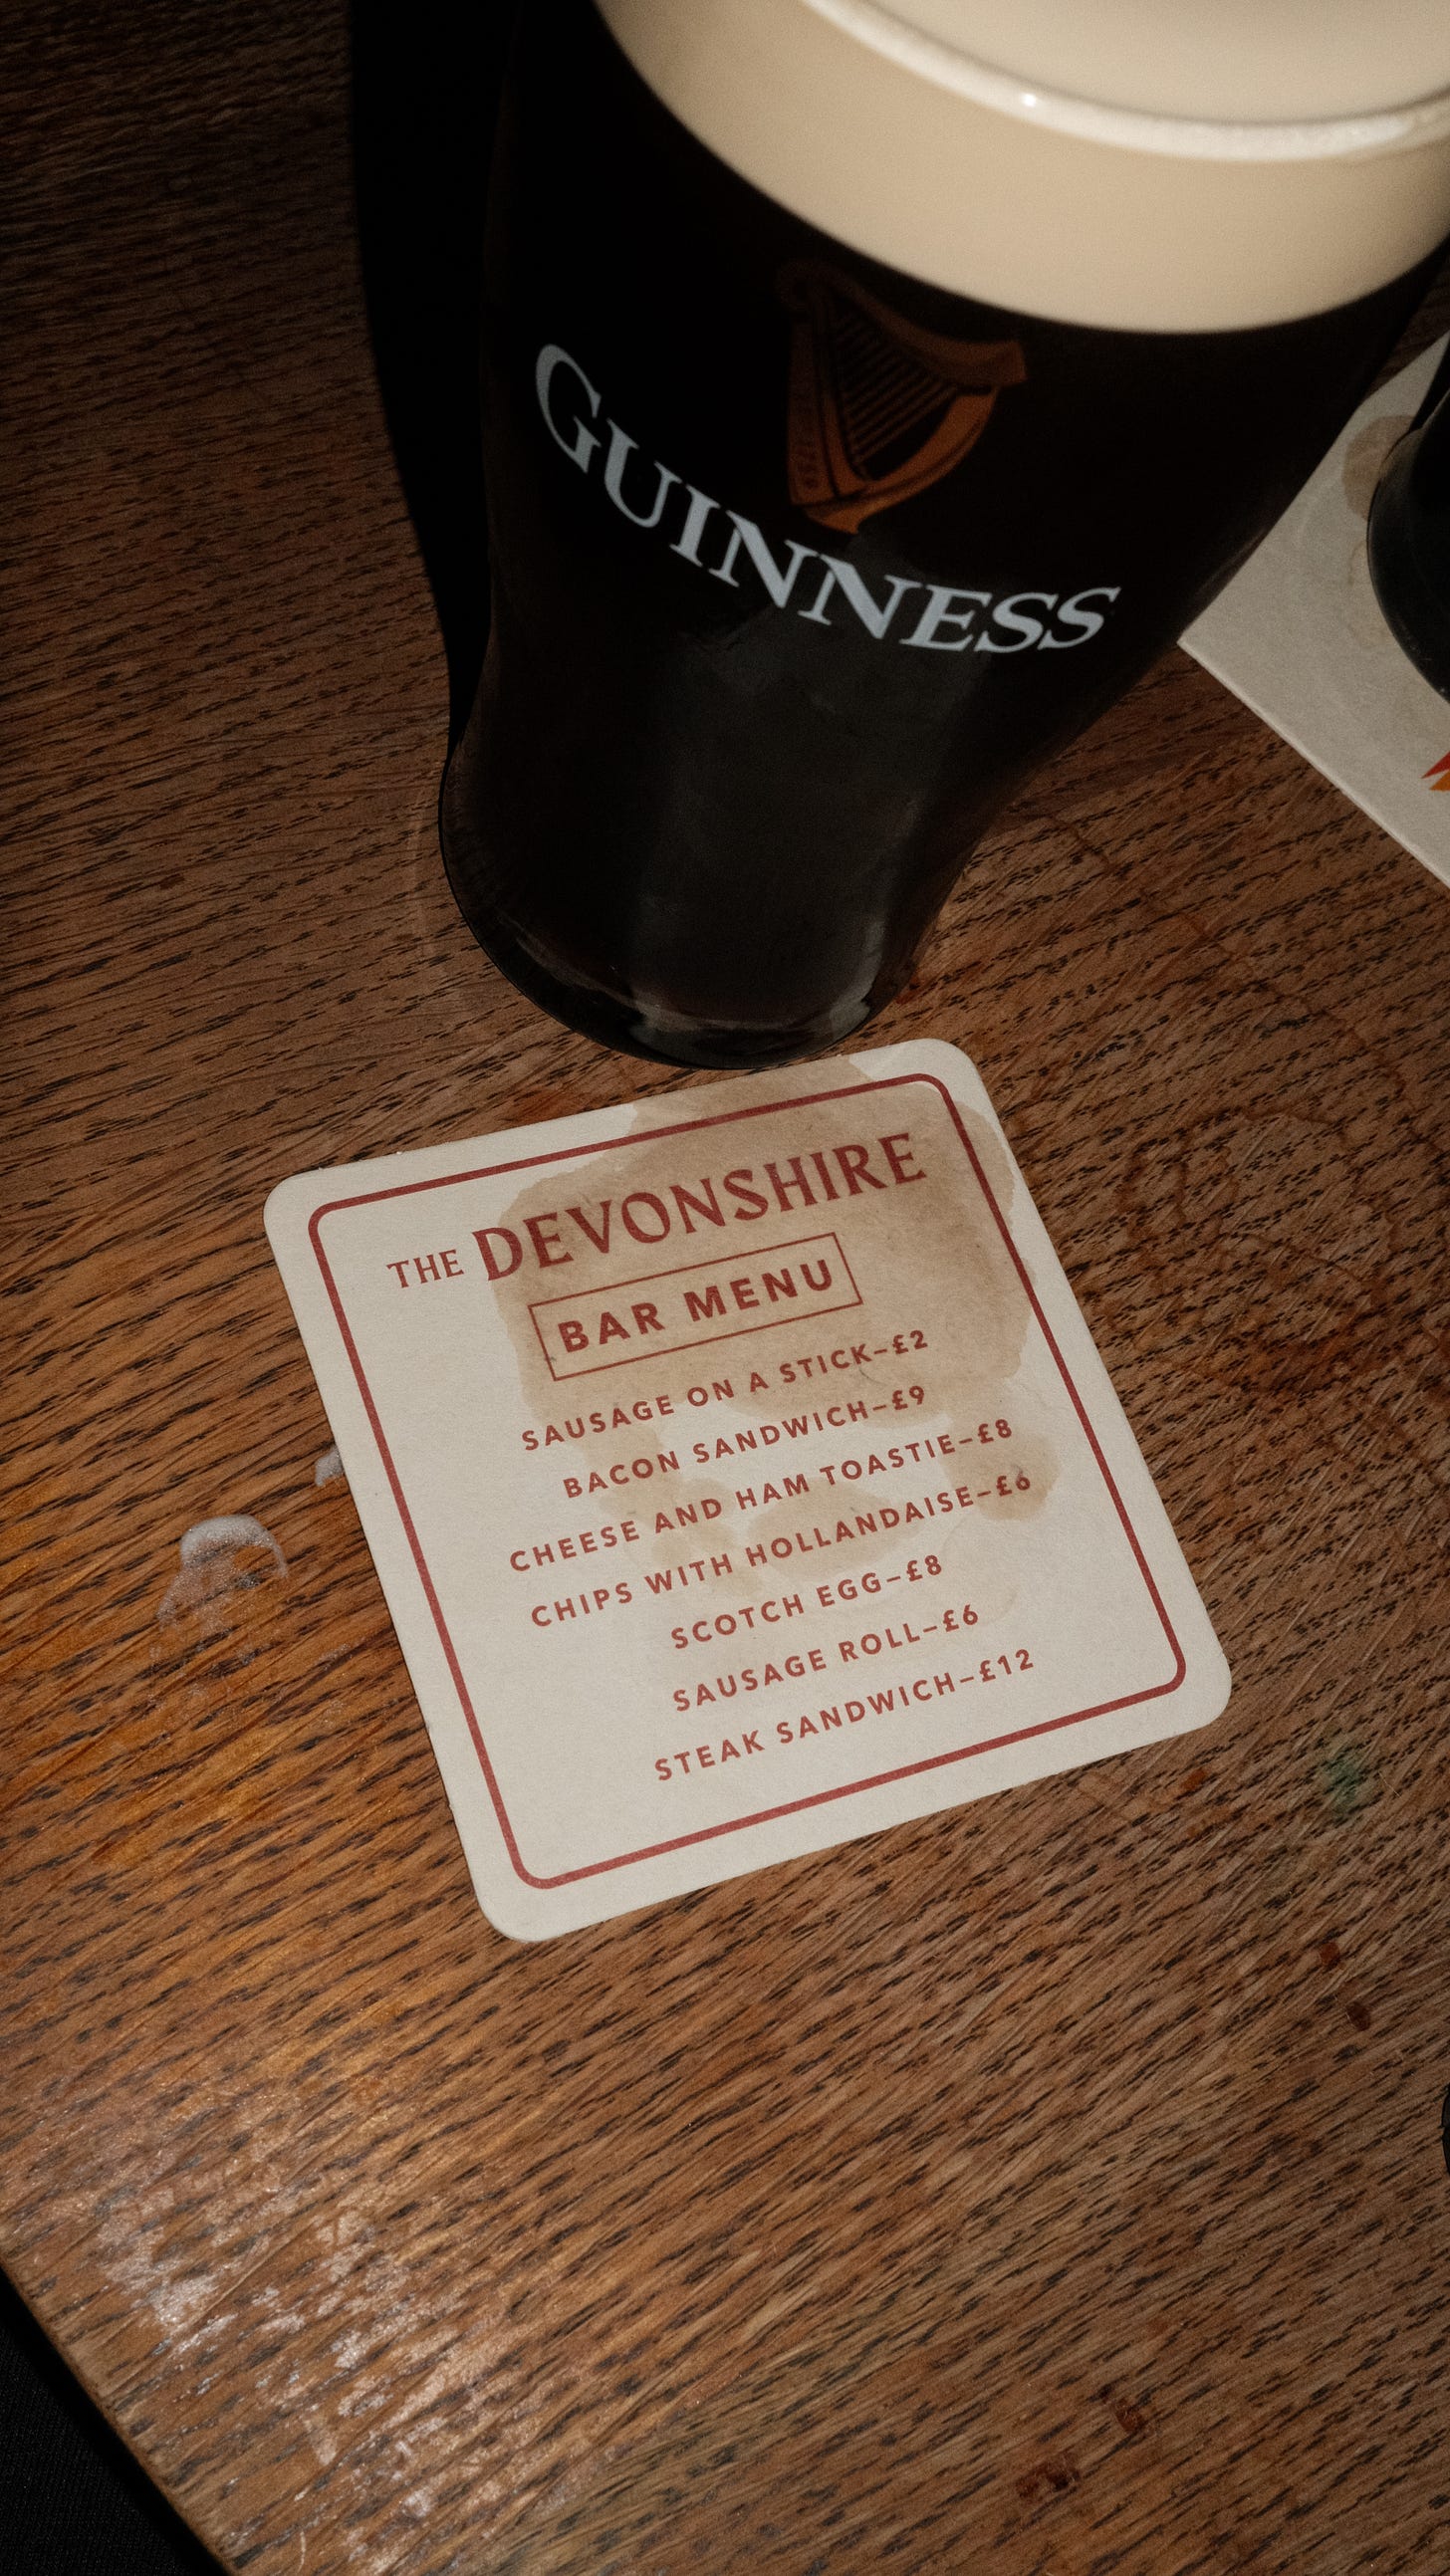 GUINNESS
THE DEVONSHIRE
BAR MENU
SAUSAGE ON A STICK–£2
BACON SANDWICH–£9
CHEESE AND HAM TOASTIE–£8
CHIPS WITH HOLLANDAISE–£6
SCOTCH EGG–£8
SAUSAGE ROLL–£6
STEAK SANDWICH–£12